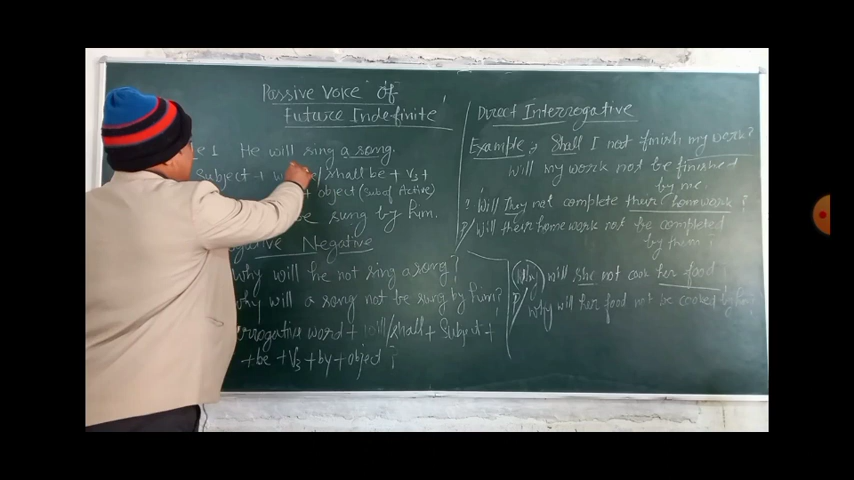 Passive Voice" of
Future Indefinite'
1 He will sing a song.
Subject + /shall be + V3 +
+ object (sub of Active)
sung by him.
Negative
why will he not sing a song?
why will a song not be sung by him?
word + will/shall + Subject +
+be +V3 +by + object ?
Direct Interrogative
Example :- Shall I not finish my work?
will my work not be finished
by me.
? Will they not complete their homework ?
will their homework not be completed
by them ?
(Why) will she not cook her food ?
why will her food not be cooked by her?